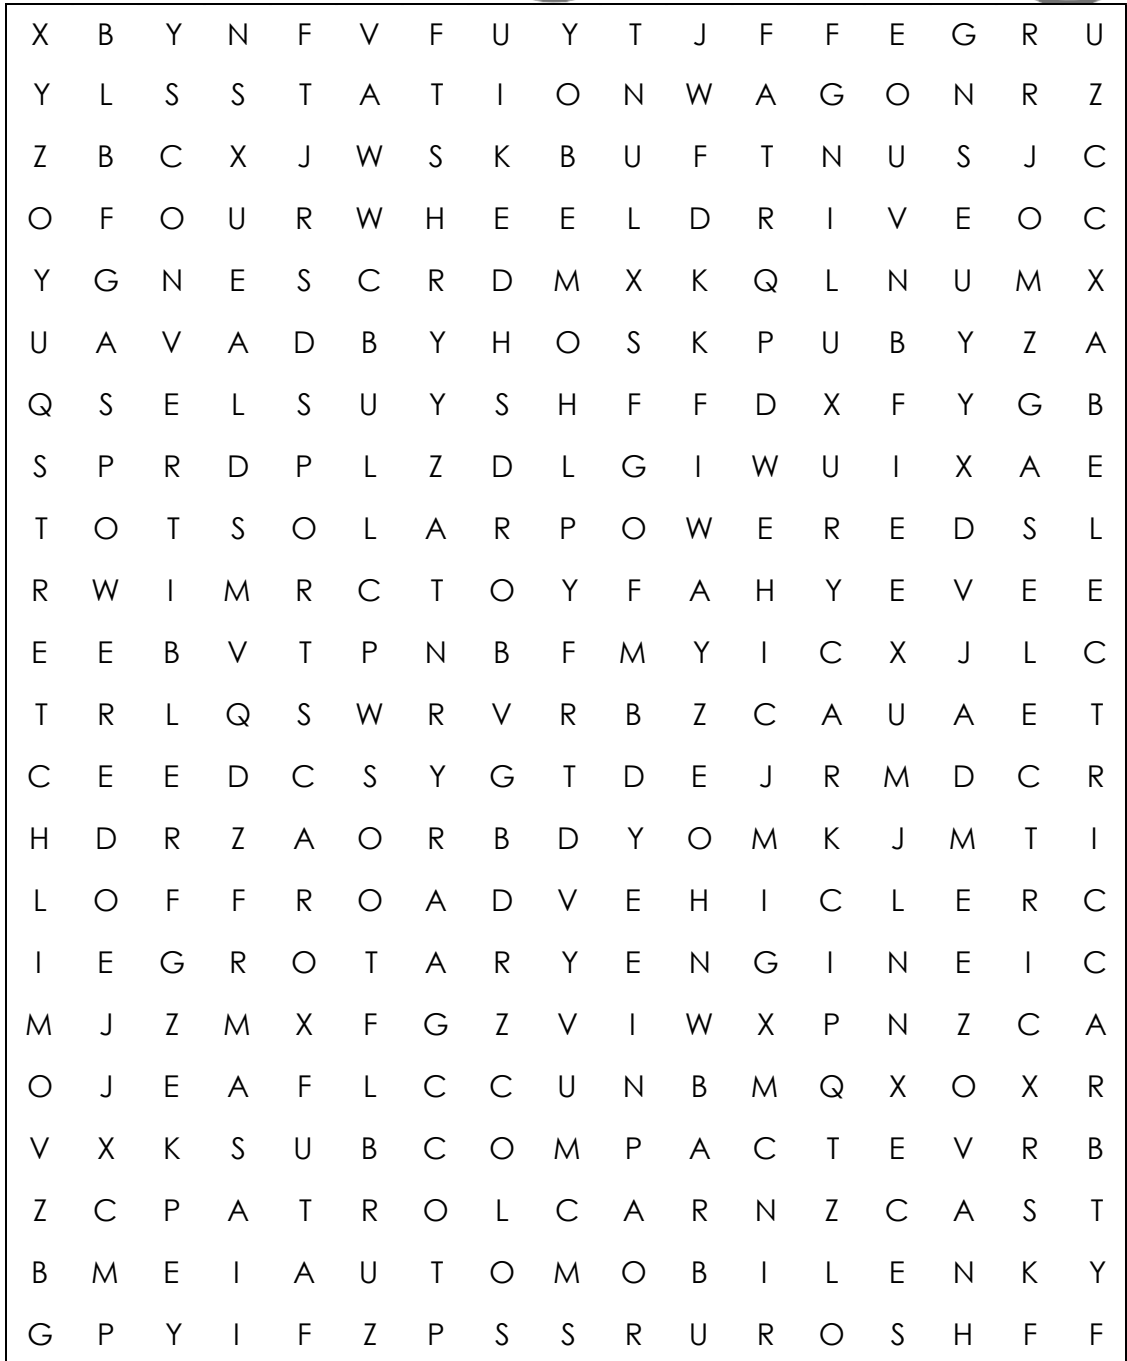 X B Y N F V F U Y T J F F E G R U
Y L S S T A T I O N W A G O N R Z
Z B C X J W S K B U F T N U S J C
O F O U R W H E E L D R I V E O C
Y G N E S C R D M X K Q L N U M X
U A V A D B Y H O S K P U B Y Z A
Q S E L S U Y S H F F D X F Y G B
S P R D P L Z D L G I W U I X A E
T O T S O L A R P O W E R E D S L
R W I M R C T O Y F A H Y E V E E
E E B V T P N B F M Y I C X J L C
T R L Q S W R V R B Z C A U A E T
C E E D C S Y G T D E J R M D C R
H D R Z A O R B D Y O M K J M T I
L O F F R O A D V E H I C L E R C
I E G R O T A R Y E N G I N E I C
M J Z M X F G Z V I W X P N Z C A
O J E A F L C C U N B M Q X O X R
V X K S U B C O M P A C T E V R B
Z C P A T R O L C A R N Z C A S T
B M E I A U T O M O B I L E N K Y
G P Y I F Z P S S R U R O S H F F